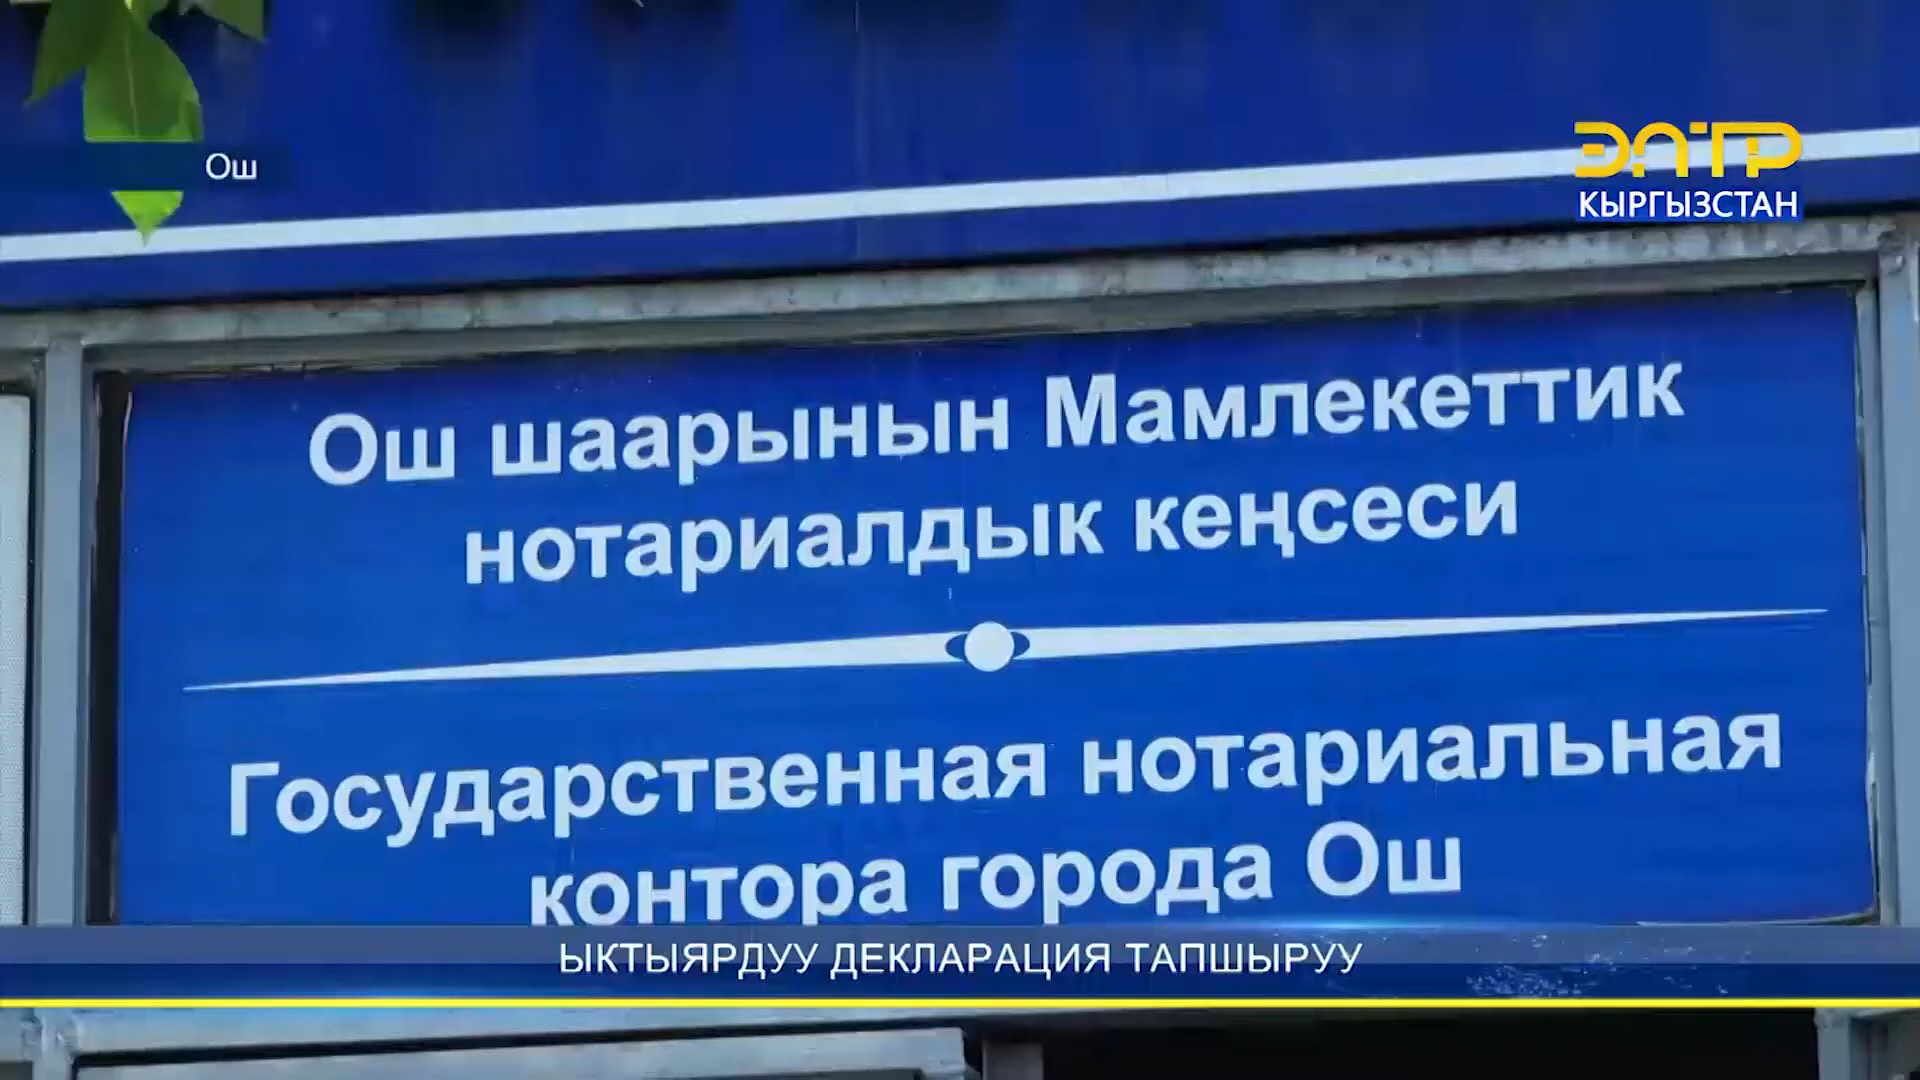 Ош
ЭЛТР
КЫРГЫЗСТАН
Ош шаарынын Мамлекеттик
нотариалдык кеңсеси
Государственная нотариальная
контора города Ош
ЫКТЫЯРДУУ ДЕКЛАРАЦИЯ ТАПШЫРУУ